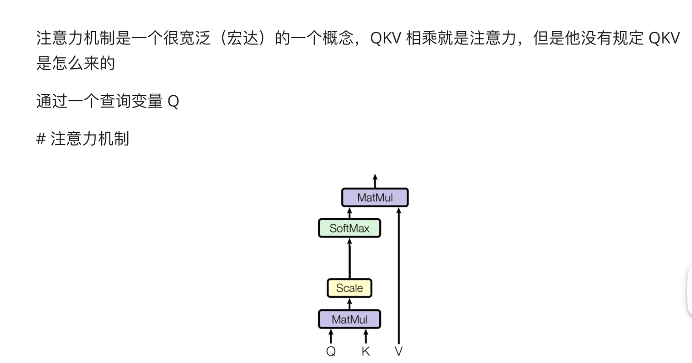 注意力机制是一个很宽泛（宏达）的一个概念，QKV 相乘就是注意力，但是他没有规定 QKV
是怎么来的
通过一个查询变量 Q
# 注意力机制
MatMul
SoftMax
Scale
MatMul
Q K V